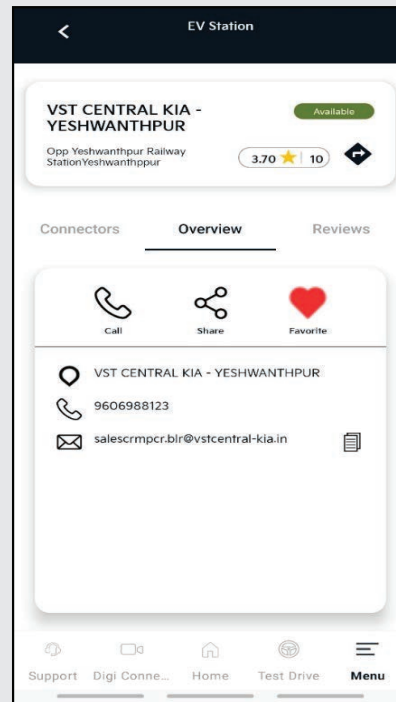 EV Station
VST CENTRAL KIA -
YESHWANTHPUR
Available
Opp Yeshwanthpur Railway
StationYeshwanthppur
3.70 10
Connectors Overview Reviews
Call Share Favorite
VST CENTRAL KIA - YESHWANTHPUR
9606988123
salescrmpcr.blr@vstcentral-kia.in
Support Digi Conne... Home Test Drive Menu